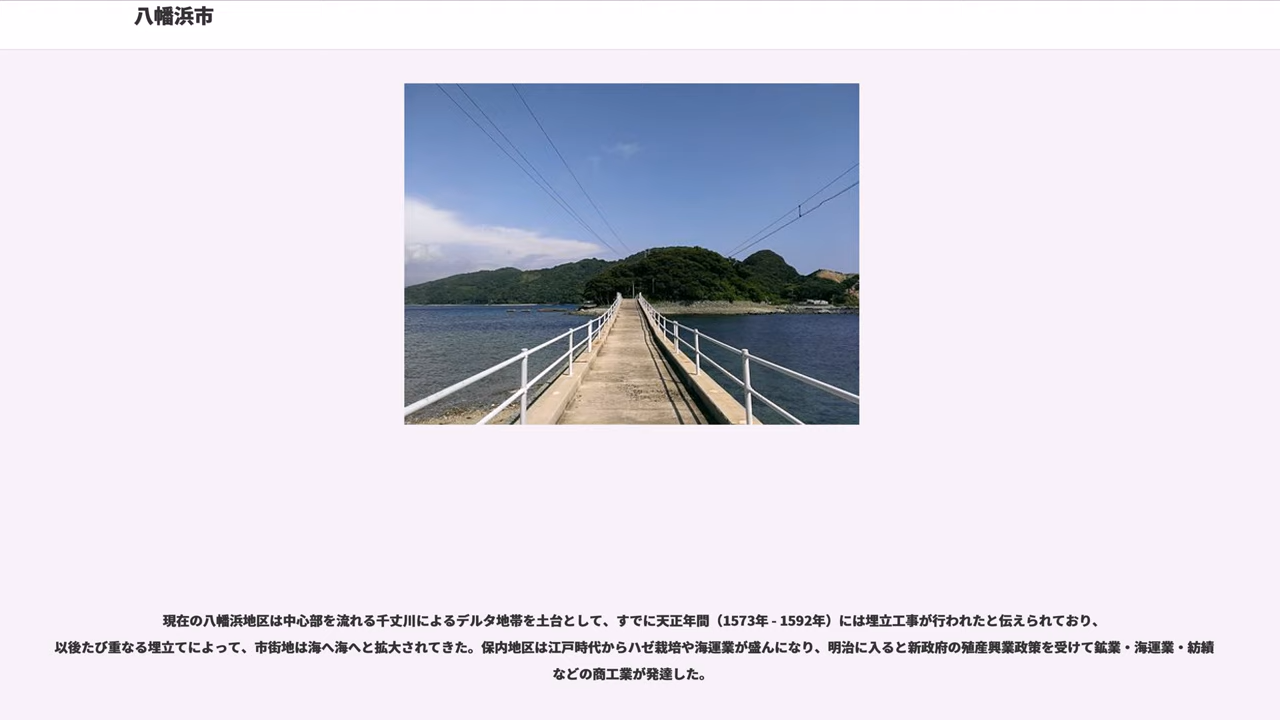 八幡浜市
現在の八幡浜地区は中心部を流れる千丈川によるデルタ地帯を土台として、すでに天正年間（1573年 - 1592年）には埋立工事が行われたと伝えられており、
以後たび重なる埋立てによって、市街地は海へ海へと拡大されてきた。保内地区は江戸時代からハゼ栽培や海運業が盛んになり、明治に入ると新政府の殖産興業政策を受けて鉱業・海運業・紡績
などの商工業が発達した。